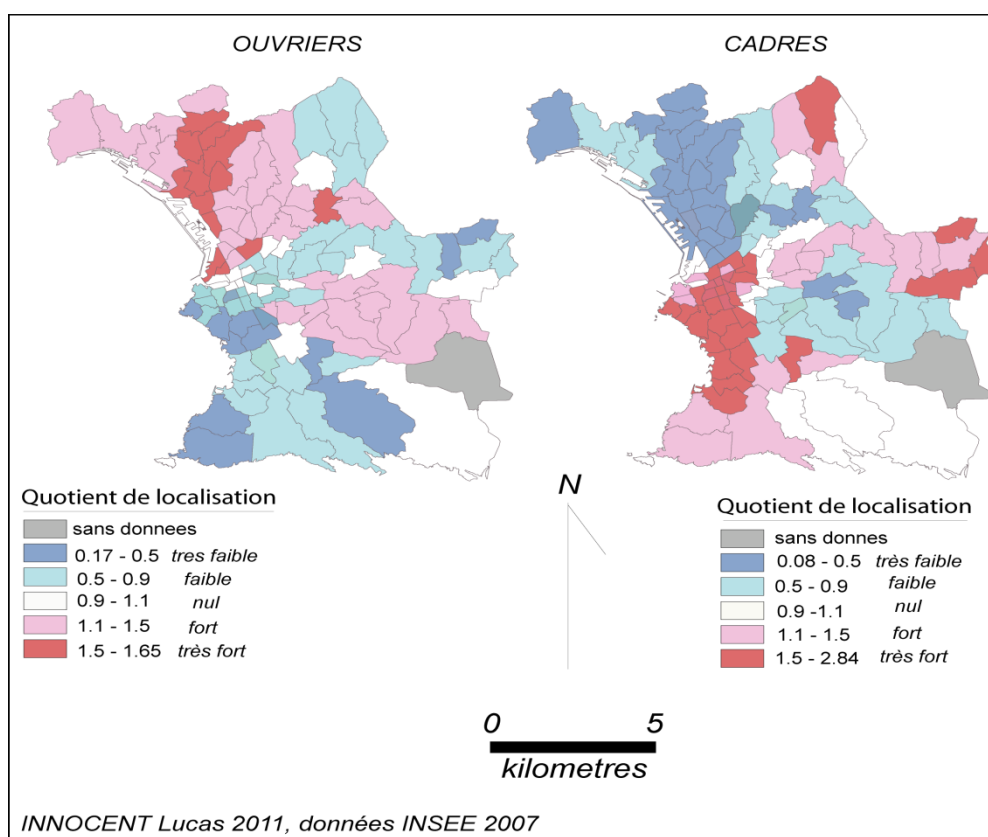 OUVRIERS
CADRES
Quotient de localisation
sans donnees
0.17 - 0.5 tres faible
0.5 - 0.9 faible
0.9 - 1.1 nul
1.1 - 1.5 fort
1.5 - 1.65 très fort
N
Quotient de localisation
sans donnes
0.08 - 0.5 très faible
0.5 - 0.9 faible
0.9 -1.1 nul
1.1 - 1.5 fort
1.5 - 2.84 très fort
0 5
kilometres
INNOCENT Lucas 2011, données INSEE 2007